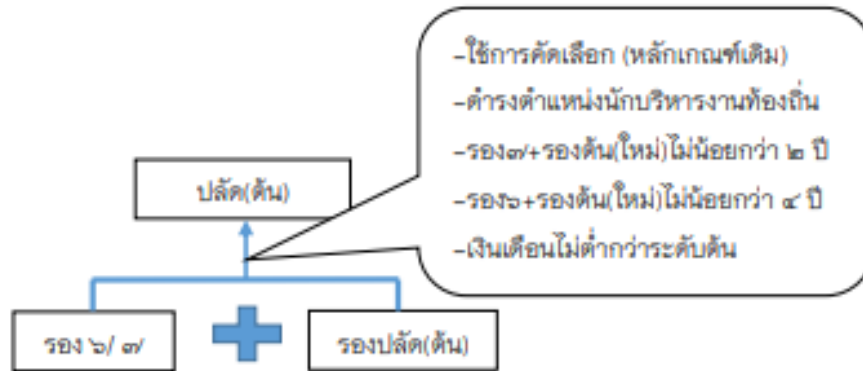 -ใช้การคัดเลือก (หลักเกณฑ์เดิม)
-ดำรงตำแหน่งนักบริหารงานท้องถิ่น
-รอง๗+รองต้น(ใหม่)ไม่น้อยกว่า ๒ ปี
-รอง๖+รองต้น(ใหม่)ไม่น้อยกว่า ๔ ปี
-เงินเดือนไม่ต่ำกว่าระดับต้น
ปลัด(ต้น)
รอง ๖/ ๗
รองปลัด(ต้น)